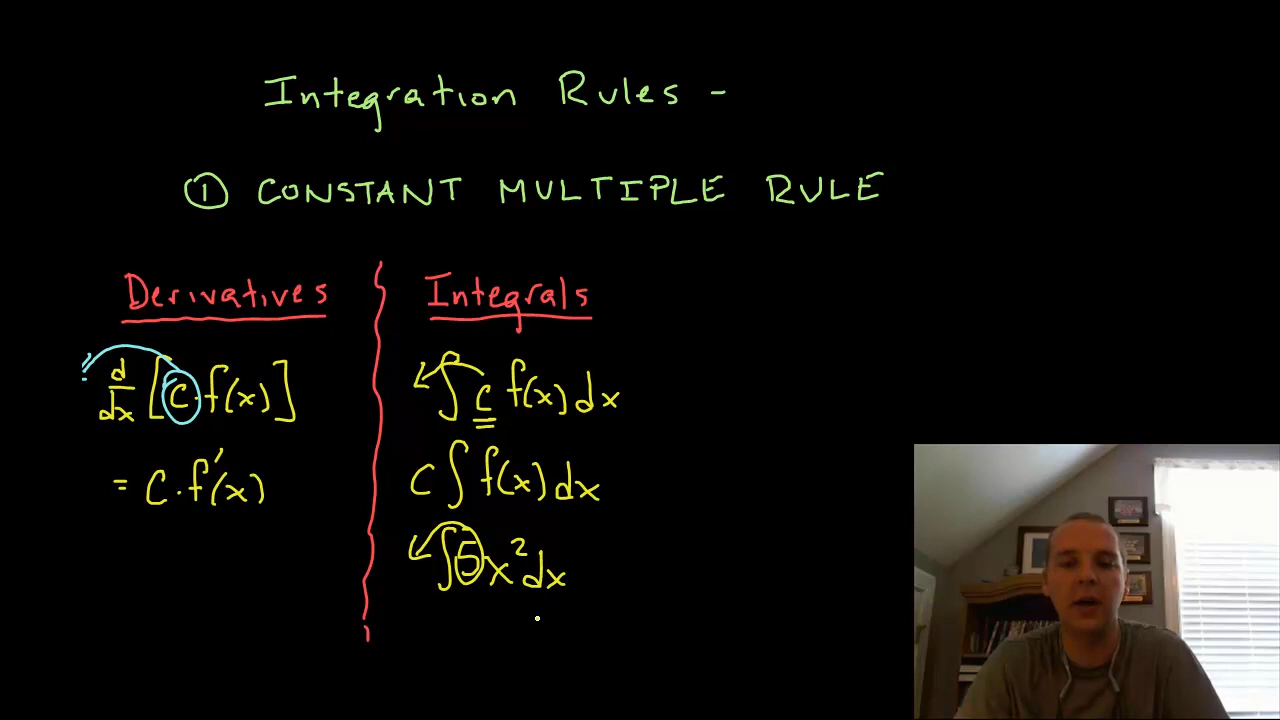 Integration Rules -
① CONSTANT MULTIPLE RULE
Derivatives
d/dx [c·f(x)]
= c·f'(x)
Integrals
∫ c f(x) dx
c ∫ f(x) dx
∫ 5x² dx